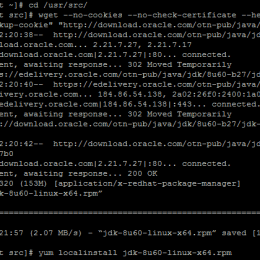 t ~]# cd /usr/src/
t src]# wget --no-cookies --no-check-certificate --he
kup-cookie" "http://download.oracle.com/otn-pub/java/
2:20:38-- http://download.oracle.com/otn-pub/java/jd
load.oracle.com... 2.21.7.27, 2.21.7.17
download.oracle.com|2.21.7.27|:80... connected.
ent, awaiting response... 302 Moved Temporarily
s://edelivery.oracle.com/otn-pub/java/jdk/8u60-b27/jd
2:20:40-- https://edelivery.oracle.com/otn-pub/java/
ivery.oracle.com... 184.86.54.138, 2a02:26f0:2400:1a0
edelivery.oracle.com|184.86.54.138|:443... connected.
ent, awaiting response... 302 Moved Temporarily
://download.oracle.com/otn-pub/java/jdk/8u60-b27/jdk-
2:20:42-- http://download.oracle.com/otn-pub/java/jd
7b0
download.oracle.com|2.21.7.27|:80... connected.
ent, awaiting response... 200 OK
320 (153M) [application/x-redhat-package-manager]
k-8u60-linux-x64.rpm”
=====================================================
21:57 (2.07 MB/s) - “jdk-8u60-linux-x64.rpm” saved [1
t src]# yum localinstall jdk-8u60-linux-x64.rpm